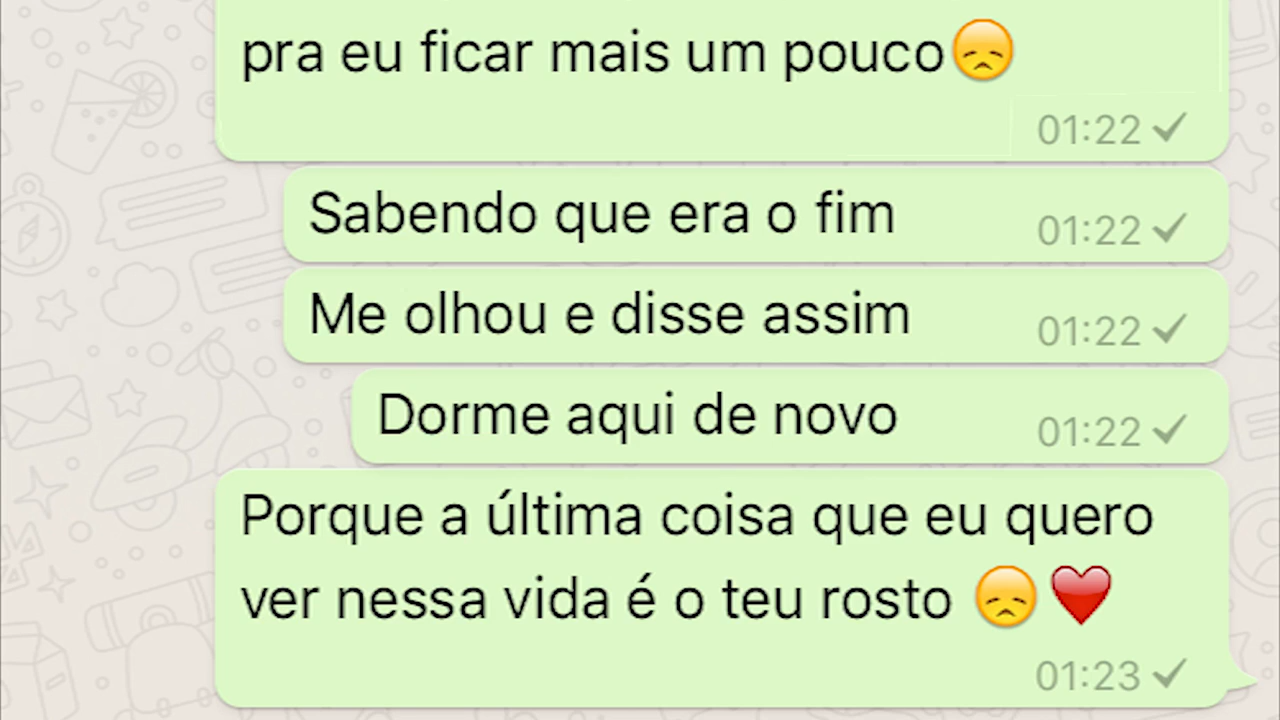 pra eu ficar mais um pouco😞
01:22 ✓
Sabendo que era o fim 01:22 ✓
Me olhou e disse assim 01:22 ✓
Dorme aqui de novo 01:22 ✓
Porque a última coisa que eu quero
ver nessa vida é o teu rosto 😞❤️
01:23 ✓